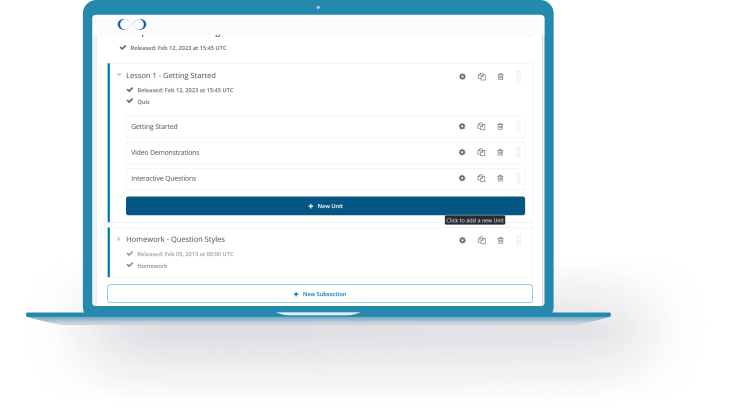 Released: Feb 12, 2023 at 15:45 UTC
Lesson 1 - Getting Started
Released: Feb 12, 2023 at 15:45 UTC
Quiz
Getting Started
Video Demonstrations
Interactive Questions
+ New Unit
Click to add a new Unit
Homework - Question Styles
Released: Feb 05, 2013 at 00:00 UTC
Homework
+ New Subsection